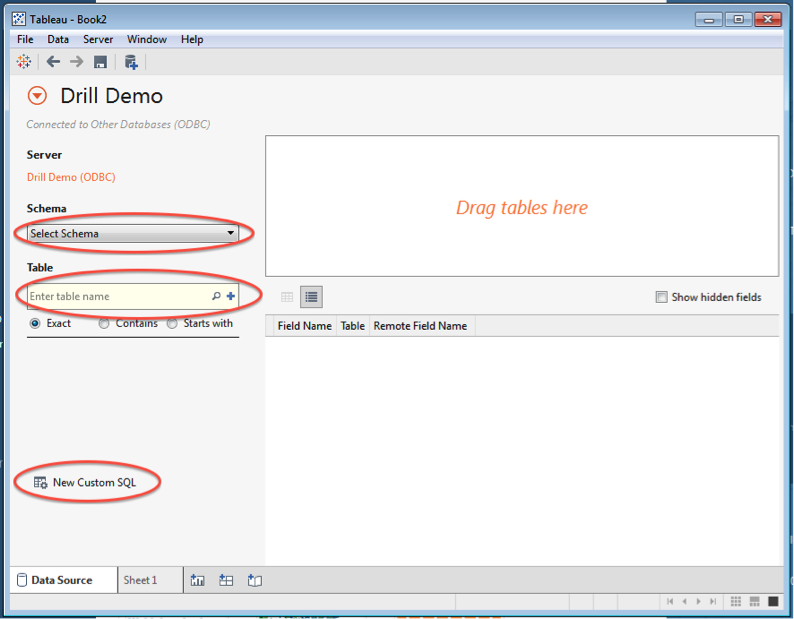 Tableau - Book2
File Data Server Window Help
Drill Demo
Connected to Other Databases (ODBC)
Server
Drill Demo (ODBC)
Schema
Select Schema
Table
Enter table name
Exact Contains Starts with
New Custom SQL
Drag tables here
Show hidden fields
Field Name Table Remote Field Name
Data Source Sheet 1